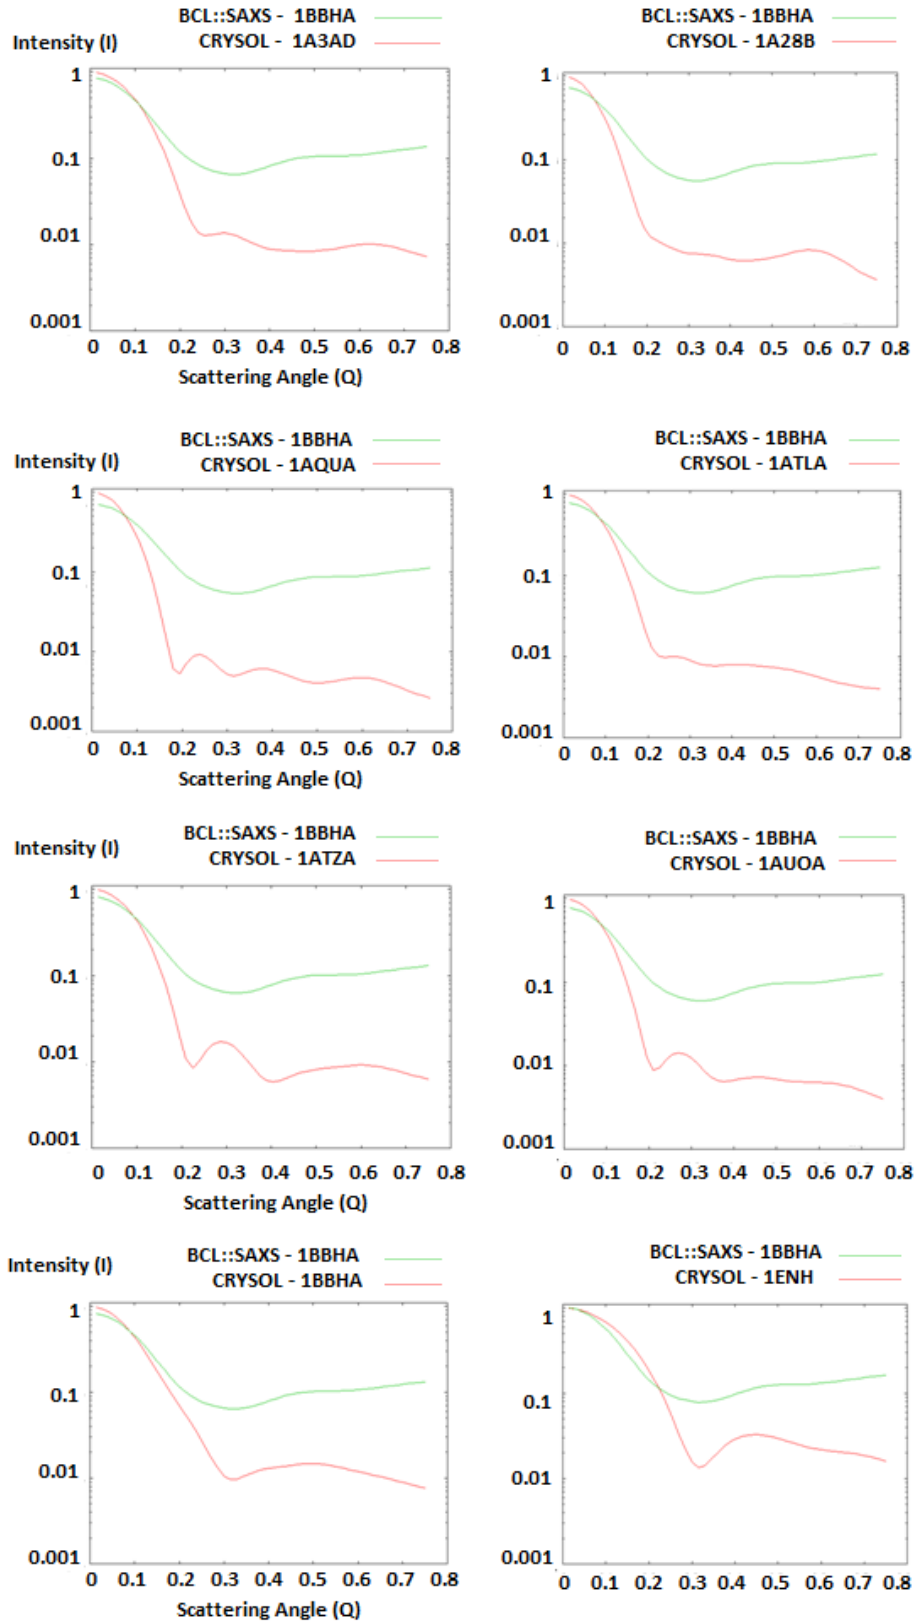 BCL::SAXS - 1BBHA
Intensity (I)
CRYSOL - 1A3AD
1
0.1
0.01
0.001
0 0.1 0.2 0.3 0.4 0.5 0.6 0.7 0.8
Scattering Angle (Q)
BCL::SAXS - 1BBHA
CRYSOL - 1A28B
1
0.1
0.01
0.001
0 0.1 0.2 0.3 0.4 0.5 0.6 0.7 0.8
BCL::SAXS - 1BBHA
Intensity (I)
CRYSOL - 1AQUA
1
0.1
0.01
0.001
0 0.1 0.2 0.3 0.4 0.5 0.6 0.7 0.8
Scattering Angle (Q)
BCL::SAXS - 1BBHA
CRYSOL - 1ATLA
1
0.1
0.01
0.001
0 0.1 0.2 0.3 0.4 0.5 0.6 0.7 0.8
BCL::SAXS - 1BBHA
Intensity (I)
CRYSOL - 1ATZA
1
0.1
0.01
0.001
0 0.1 0.2 0.3 0.4 0.5 0.6 0.7 0.8
Scattering Angle (Q)
BCL::SAXS - 1BBHA
CRYSOL - 1AUOA
1
0.1
0.01
0.001
0 0.1 0.2 0.3 0.4 0.5 0.6 0.7 0.8
BCL::SAXS - 1BBHA
Intensity (I)
CRYSOL - 1BBHA
1
0.1
0.01
0.001
0 0.1 0.2 0.3 0.4 0.5 0.6 0.7 0.8
Scattering Angle (Q)
BCL::SAXS - 1BBHA
CRYSOL - 1ENH
1
0.1
0.01
0.001
0 0.1 0.2 0.3 0.4 0.5 0.6 0.7 0.8